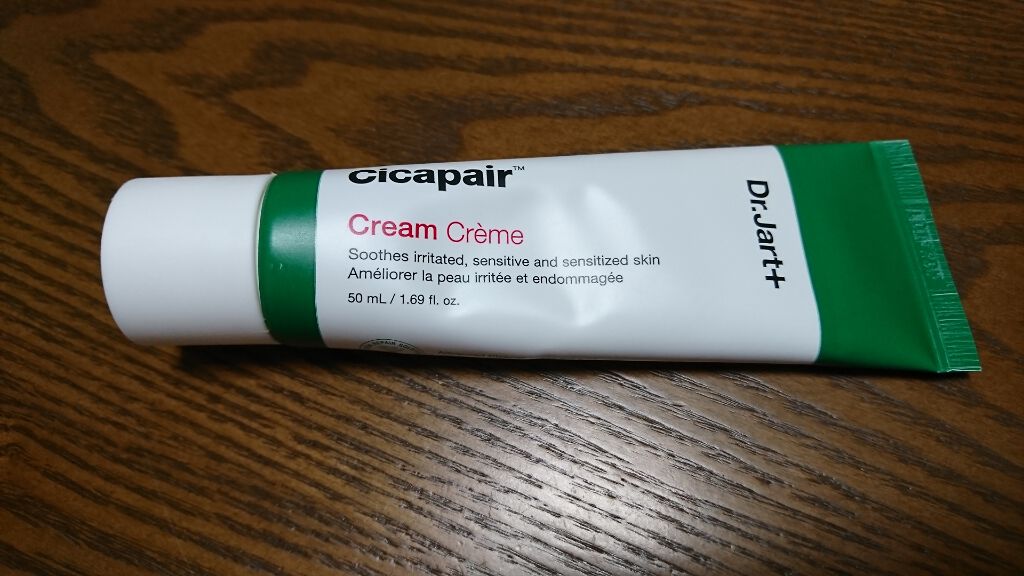 cicapair™
Cream Crème
Soothes irritated, sensitive and sensitized skin
Améliorer la peau irritée et endommagée
50 mL / 1.69 fl. oz.
Dr.Jart+